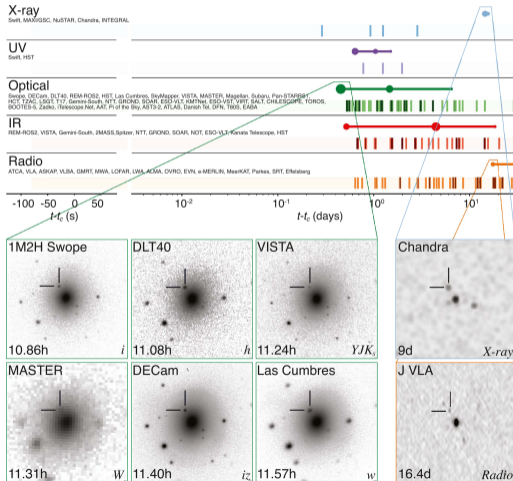 X-ray
Swift, MAXI/GSC, NuSTAR, Chandra, INTEGRAL
UV
Swift, HST
Optical
Swope, DECam, DLT40, REM-ROS2, HST, Las Cumbres, SkyMapper, VISTA, MASTER, Magellan, Subaru, Pan-STARRS1,
HCT, TZAC, LSGT, T17, Gemini-South, NTT, GROND, SOAR, ESO-VLT, KMTNet, ESO-VST, VIRT, SALT, CHILESCOPE, TOROS,
BOOTES-5, Zadko, iTelescope.Net, AAT, Pi of the Sky, AST3-2, ATLAS, Danish Tel, DFN, T80S, EABA
IR
REM-ROS2, VISTA, Gemini-South, 2MASS,Spitzer, NTT, GROND, SOAR, NOT, ESO-VLT, Kanata Telescope, HST
Radio
ATCA, VLA, ASKAP, VLBA, GMRT, MWA, LOFAR, LWA, ALMA, OVRO, EVN, e-MERLIN, MeerKAT, Parkes, SRT, Effelsberg
-100 -50 0 50 10⁻² 10⁻¹ 10⁰ 10¹
t-tc (s) t-tc (days)
1M2H Swope DLT40 VISTA Chandra
10.86h i 11.08h h 11.24h YJKs 9d X-ray
MASTER DECam Las Cumbres J VLA
11.31h W 11.40h iz 11.57h w 16.4d Radio